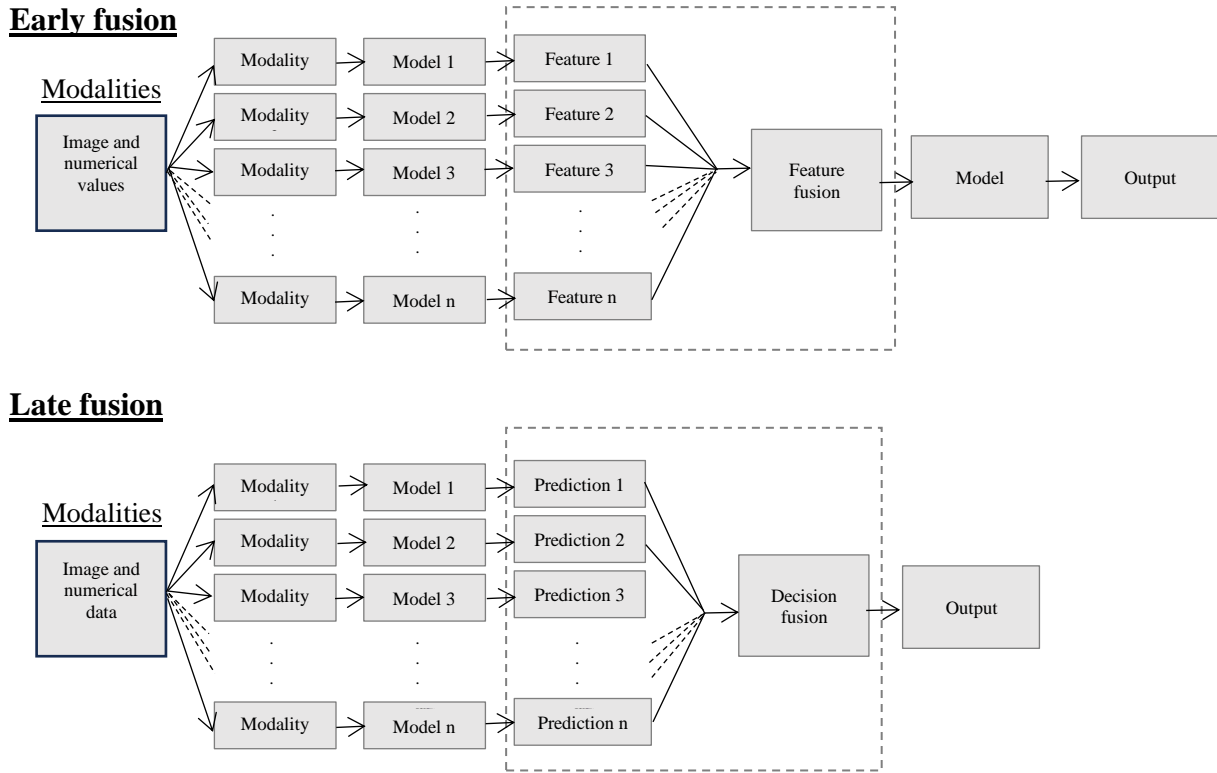 Early fusion
Modalities
Image and
numerical
values
Modality
Model 1
Feature 1
Modality
Model 2
Feature 2
Modality
Model 3
Feature 3
Modality
Model n
Feature n
Feature
fusion
Model
Output
Late fusion
Modalities
Image and
numerical
data
Modality
Model 1
Prediction 1
Modality
Model 2
Prediction 2
Modality
Model 3
Prediction 3
Modality
Model n
Prediction n
Decision
fusion
Output